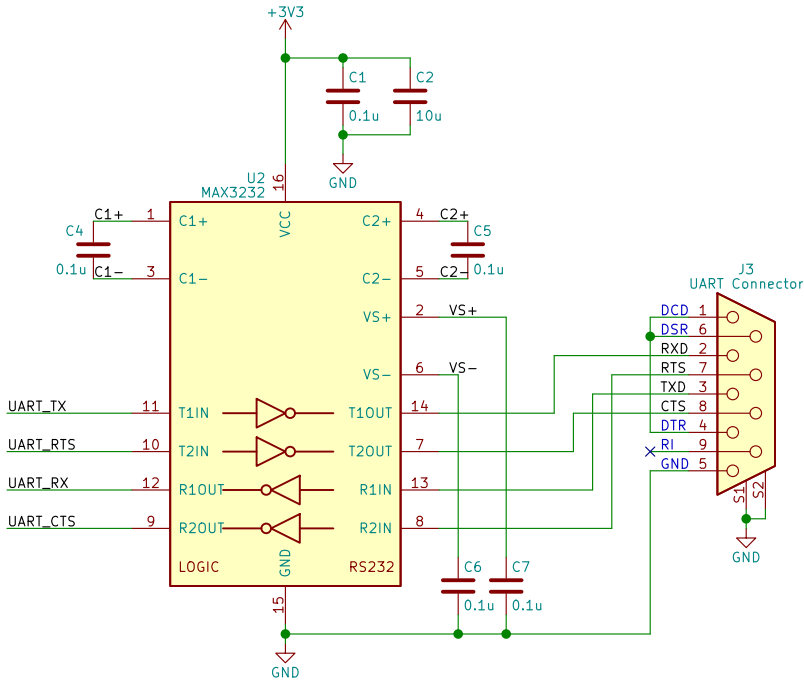 +3V3
C1
C2
0.1u
10u
GND
U2
MAX3232
16
VCC
C4
0.1u
C1+
1
C1+
C2+
4
C2+
C5
0.1u
C1-
3
C1-
C2-
5
C2-
VS+
2
VS+
VS-
6
VS-
UART_TX
11
T1IN
T1OUT
14
UART_RTS
10
T2IN
T2OUT
7
UART_RX
12
R1OUT
R1IN
13
UART_CTS
9
R2OUT
R2IN
8
LOGIC
GND
RS232
15
GND
C6
0.1u
C7
0.1u
J3
UART Connector
DCD 1
DSR 6
RXD 2
RTS 7
TXD 3
CTS 8
DTR 4
RI 9
GND 5
S1
S2
GND